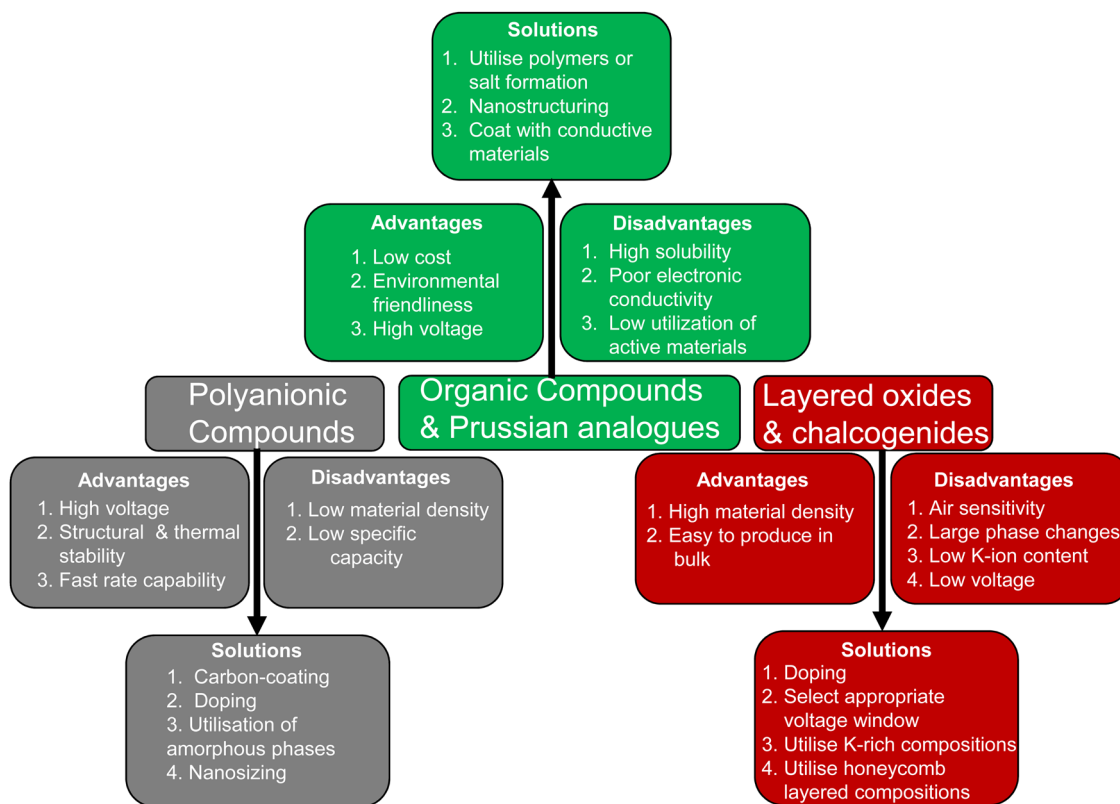 Solutions
1. Utilise polymers or
salt formation
2. Nanostructuring
3. Coat with conductive
materials
Advantages
1. Low cost
2. Environmental
friendliness
3. High voltage
Disadvantages
1. High solubility
2. Poor electronic
conductivity
3. Low utilization of
active materials
Polyanionic
Compounds
Organic Compounds
& Prussian analogues
Layered oxides
& chalcogenides
Advantages
1. High voltage
2. Structural & thermal
stability
3. Fast rate capability
Disadvantages
1. Low material density
2. Low specific
capacity
Advantages
1. High material density
2. Easy to produce in
bulk
Disadvantages
1. Air sensitivity
2. Large phase changes
3. Low K-ion content
4. Low voltage
Solutions
1. Carbon-coating
2. Doping
3. Utilisation of
amorphous phases
4. Nanosizing
Solutions
1. Doping
2. Select appropriate
voltage window
3. Utilise K-rich compositions
4. Utilise honeycomb
layered compositions